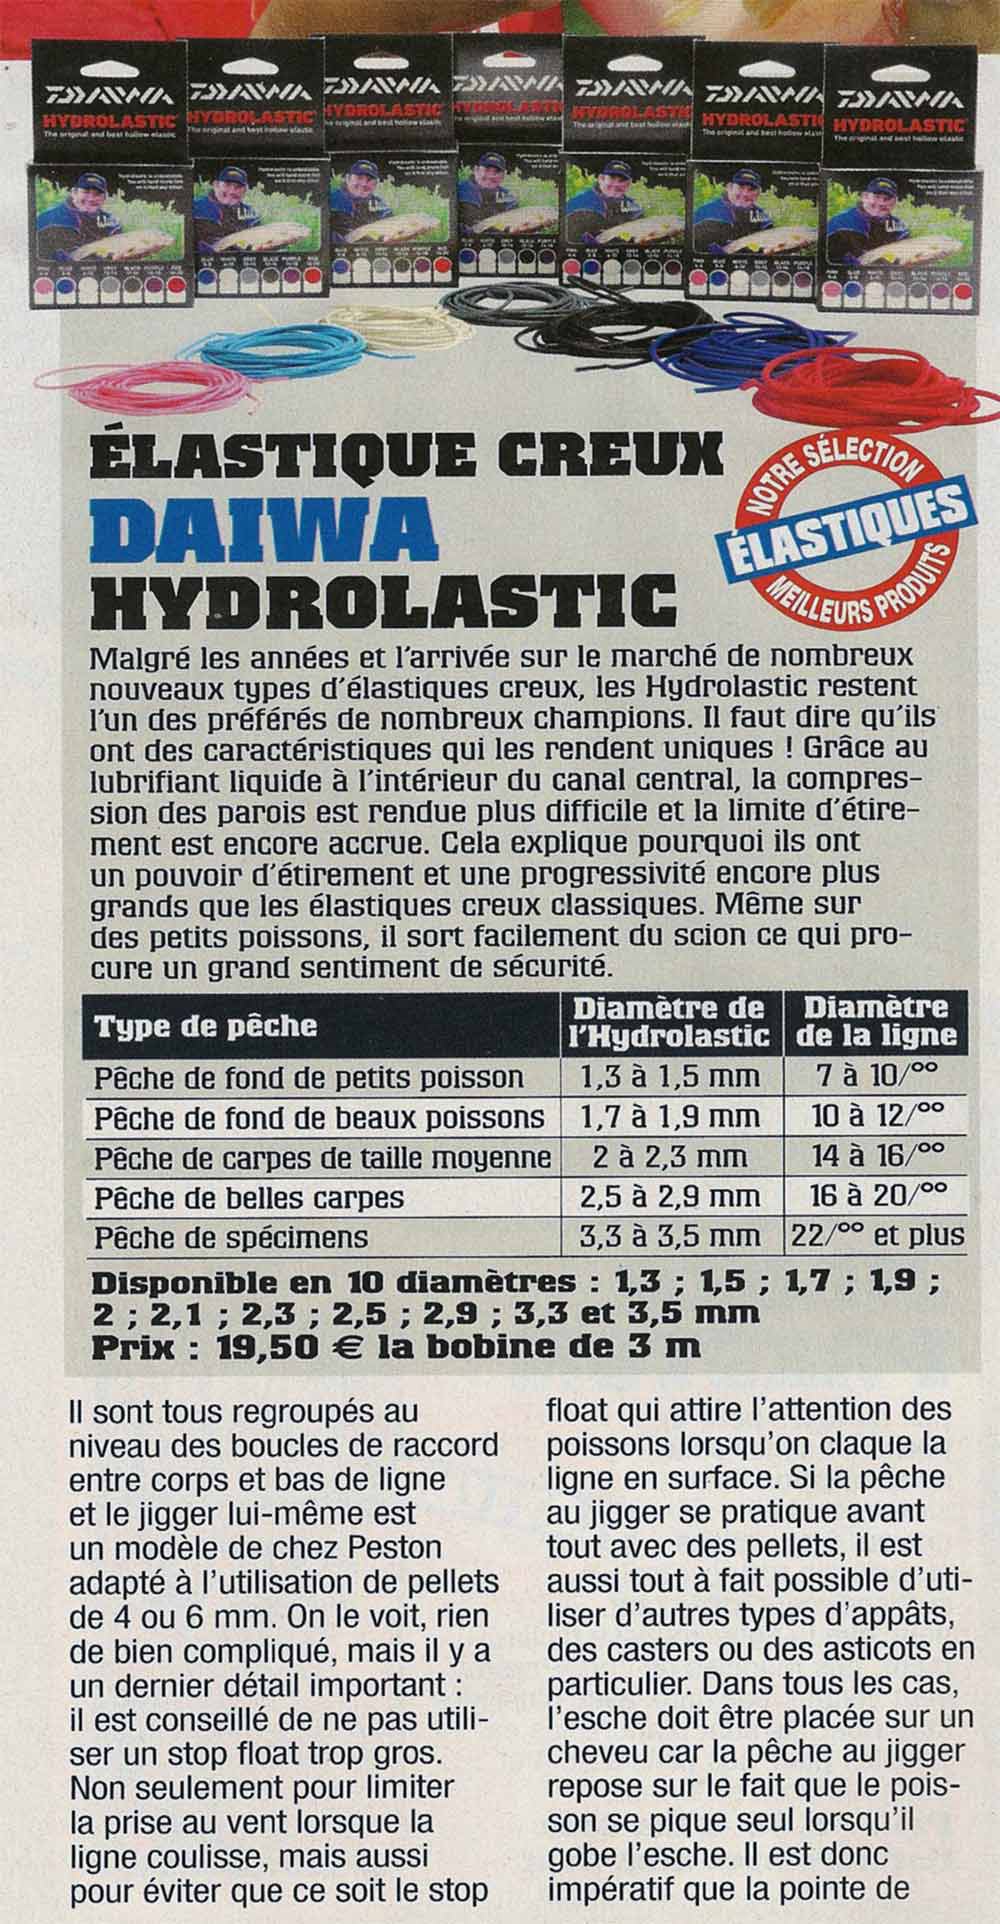 DAIWA DAIWA DAIWA DAIWA DAIWA DAIWA DAIWA
HYDROLASTIC HYDROLASTIC HYDROLASTIC HYDROLASTIC HYDROLASTIC HYDROLASTIC
The original and best hollow elastic
ÉLASTIQUE CREUX
DAIWA
HYDROLASTIC
NOTRE SÉLECTION
ÉLASTIQUES
MEILLEURS PRODUITS
Malgré les années et l'arrivée sur le marché de nombreux
nouveaux types d'élastiques creux, les Hydrolastic restent
l'un des préférés de nombreux champions. Il faut dire qu'ils
ont des caractéristiques qui les rendent uniques ! Grâce au
lubrifiant liquide à l'intérieur du canal central, la compres-
sion des parois est rendue plus difficile et la limite d'étire-
ment est encore accrue. Cela explique pourquoi ils ont
un pouvoir d'étirement et une progressivité encore plus
grands que les élastiques creux classiques. Même sur
des petits poissons, il sort facilement du scion ce qui pro-
cure un grand sentiment de sécurité.
Type de pêche Diamètre de l'Hydrolastic Diamètre de la ligne
Pêche de fond de petits poisson 1,3 à 1,5 mm 7 à 10/°°
Pêche de fond de beaux poissons 1,7 à 1,9 mm 10 à 12/°°
Pêche de carpes de taille moyenne 2 à 2,3 mm 14 à 16/°°
Pêche de belles carpes 2,5 à 2,9 mm 16 à 20/°°
Pêche de spécimens 3,3 à 3,5 mm 22/°° et plus
Disponible en 10 diamètres : 1,3 ; 1,5 ; 1,7 ; 1,9 ;
2 ; 2,1 ; 2,3 ; 2,5 ; 2,9 ; 3,3 et 3,5 mm
Prix : 19,50 € la bobine de 3 m
Il sont tous regroupés au
niveau des boucles de raccord
entre corps et bas de ligne
et le jigger lui-même est
un modèle de chez Peston
adapté à l'utilisation de pellets
de 4 ou 6 mm. On le voit, rien
de bien compliqué, mais il y a
un dernier détail important :
il est conseillé de ne pas utili-
ser un stop float trop gros.
Non seulement pour limiter
la prise au vent lorsque la
ligne coulisse, mais aussi
pour éviter que ce soit le stop
float qui attire l'attention des
poissons lorsqu'on claque la
ligne en surface. Si la pêche
au jigger se pratique avant
tout avec des pellets, il est
aussi tout à fait possible d'uti-
liser d'autres types d'appâts,
des casters ou des asticots en
particulier. Dans tous les cas,
l'esche doit être placée sur un
cheveu car la pêche au jigger
repose sur le fait que le pois-
son se pique seul lorsqu'il
gobe l'esche. Il est donc
impératif que la pointe de